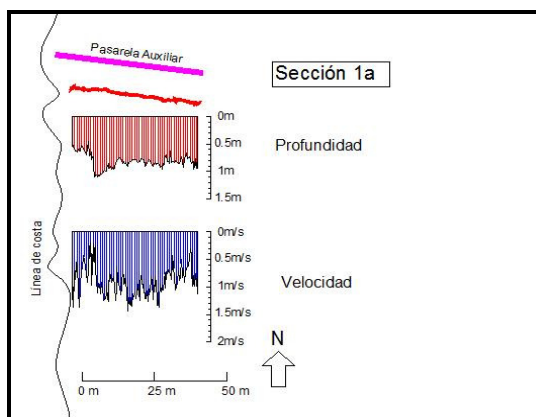 Pasarela Auxiliar
Sección 1a
0m
0.5m
1m
1.5m
Profundidad
Línea de costa
0m/s
0.5m/s
1m/s
1.5m/s
2m/s
Velocidad
N
0 m
25 m
50 m